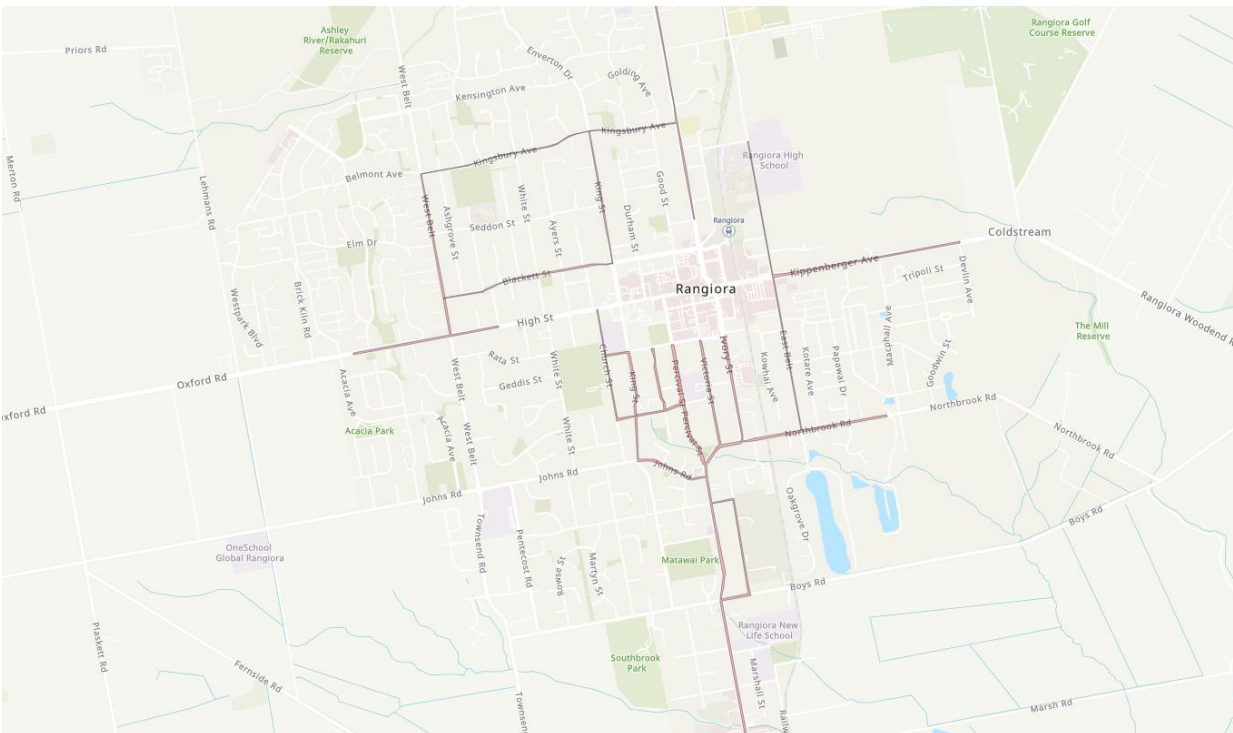 Ashley
River/Rakahuri
Reserve
Rangiora Golf
Course Reserve
Priors Rd
Enverton Dr
Golding Ave
West Belt
Kensington Ave
Kingsbury Ave
Kingsbury Ave
Rangiora High
School
Merton Rd
Lehmans Rd
Belmont Ave
West Belt
Ashgrove St
White St
King St
Good St
Seddon St
Ayers St
Durham St
Rangiora
Coldstream
Elm Dr
Blackett St
Kippenberger Ave
Tripoli St
Devlin Ave
Westpark Blvd
Brick Kiln Rd
Rangiora
High St
Rangiora Woodend R
The Mill
Reserve
Macphail Ave
East Belt
Goodwin St
Rata St
Church St
Ivory St
Kowhai Ave
Kotare Ave
Papawai Dr
Oxford Rd
Oxford Rd
Acacia Ave
West Belt
Geddis St
White St
King St
Percival St
Victoria St
Northbrook Rd
Acacia Park
Acacia Ave
West Belt
White St
Percival St
Northbrook Rd
Northbrook Rd
Johns Rd
Johns Rd
Johns Rd
Oakgrove Dr
Boys Rd
Townsend Rd
Pentecost Rd
OneSchool
Global Rangiora
Bowse St
Martyn St
Matawai Park
Boys Rd
Rangiora New
Life School
Plaskett Rd
Fernside Rd
Southbrook
Park
Marshall St
Townsen
Railw
Marsh Rd